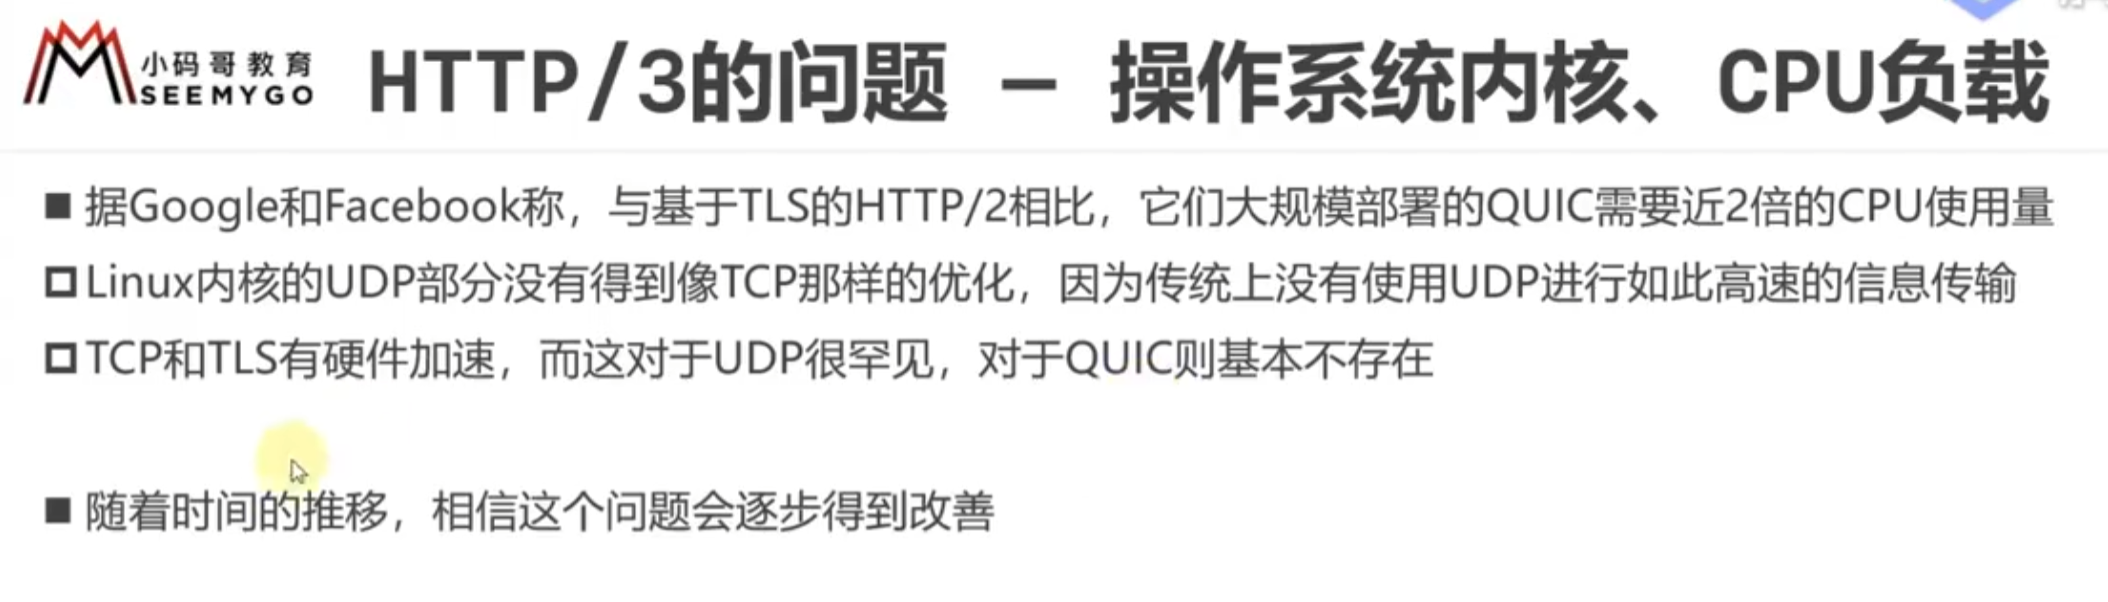 小码哥教育
SEEMYGO
HTTP/3的问题 - 操作系统内核、CPU负载
据Google和Facebook称，与基于TLS的HTTP/2相比，它们大规模部署的QUIC需要近2倍的CPU使用量
Linux内核的UDP部分没有得到像TCP那样的优化，因为传统上没有使用UDP进行如此高速的信息传输
TCP和TLS有硬件加速，而这对于UDP很罕见，对于QUIC则基本不存在
随着时间的推移，相信这个问题会逐步得到改善